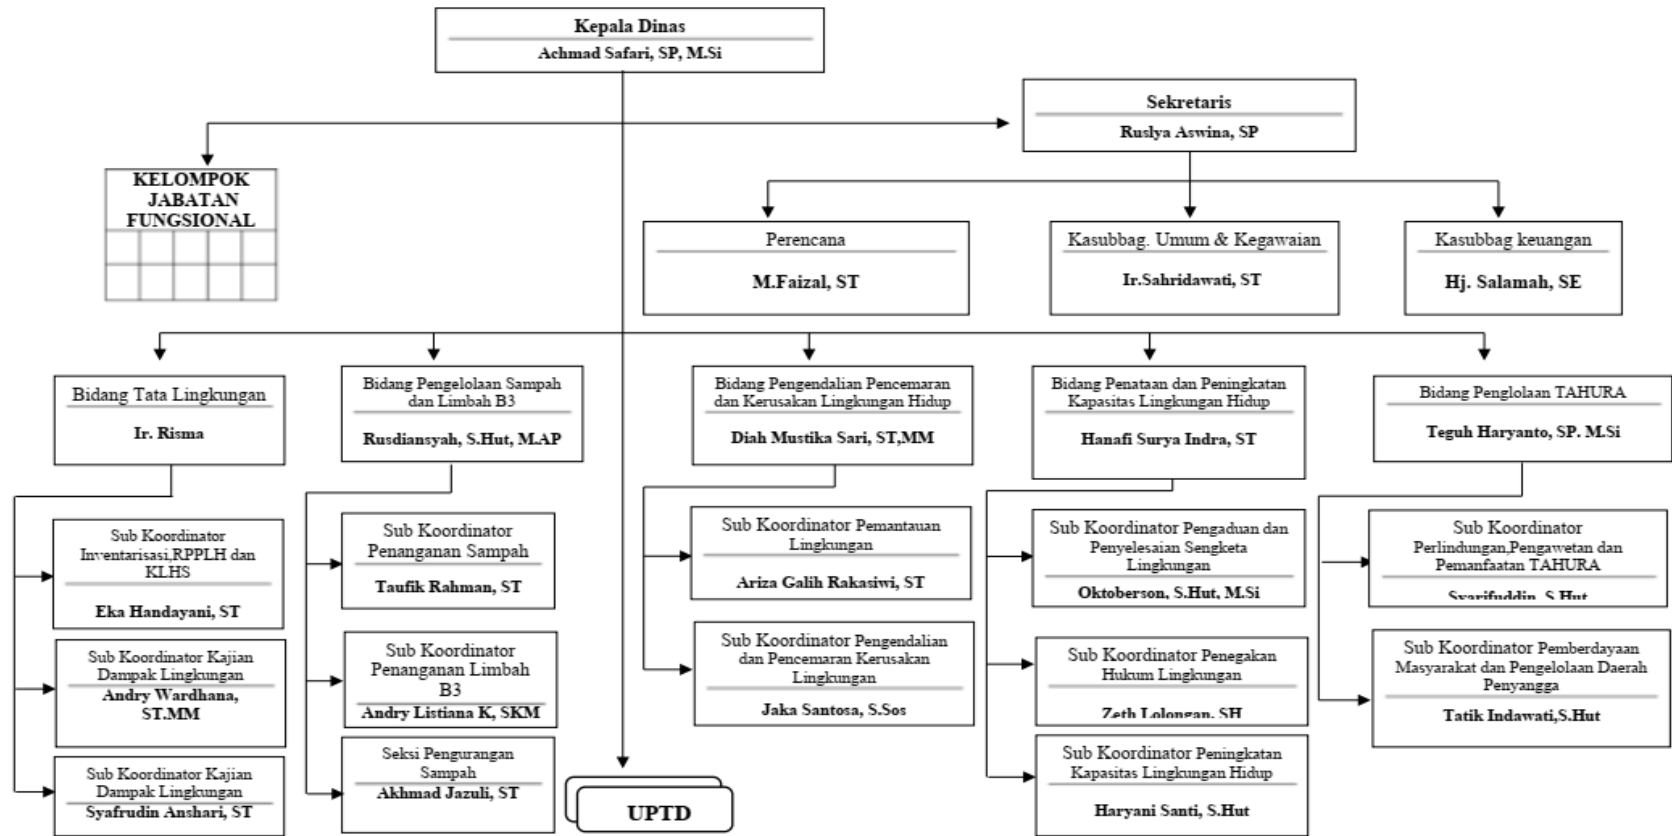 Kepala Dinas
Achmad Safari, SP, M.Si
Sekretaris
Ruslya Aswina, SP
KELOMPOK
JABATAN
FUNGSIONAL
Perencana
M.Faizal, ST
Kasubbag. Umum & Kegawaian
Ir.Sahridawati, ST
Kasubbag keuangan
Hj. Salamah, SE
Bidang Tata Lingkungan
Ir. Risma
Bidang Pengelolaan Sampah
dan Limbah B3
Rusdiansyah, S.Hut, M.AP
Bidang Pengendalian Pencemaran
dan Kerusakan Lingkungan Hidup
Diah Mustika Sari, ST,MM
Bidang Penataan dan Peningkatan
Kapasitas Lingkungan Hidup
Hanafi Surya Indra, ST
Bidang Penglolaan TAHURA
Teguh Haryanto, SP. M.Si
Sub Koordinator
Inventarisasi,RPPLH dan
KLHS
Eka Handayani, ST
Sub Koordinator
Penanganan Sampah
Taufik Rahman, ST
Sub Koordinator Pemantauan
Lingkungan
Ariza Galih Rakasiwi, ST
Sub Koordinator Pengaduan dan
Penyelesaian Sengketa
Lingkungan
Oktoberson, S.Hut, M.Si
Sub Koordinator
Perlindungan,Pengawetan dan
Pemanfaatan TAHURA
Syarifuddin, S.Hut
Sub Koordinator Kajian
Dampak Lingkungan
Andry Wardhana,
ST.MM
Sub Koordinator
Penanganan Limbah
B3
Andry Listiana K, SKM
Sub Koordinator Pengendalian
dan Pencemaran Kerusakan
Lingkungan
Jaka Santosa, S.Sos
Sub Koordinator Penegakan
Hukum Lingkungan
Zeth Lolongan, SH
Sub Koordinator Pemberdayaan
Masyarakat dan Pengelolaan Daerah
Penyangga
Tatik Indawati,S.Hut
Sub Koordinator Kajian
Dampak Lingkungan
Syafrudin Anshari, ST
Seksi Pengurangan
Sampah
Akhmad Jazuli, ST
UPTD
Sub Koordinator Peningkatan
Kapasitas Lingkungan Hidup
Haryani Santi, S.Hut